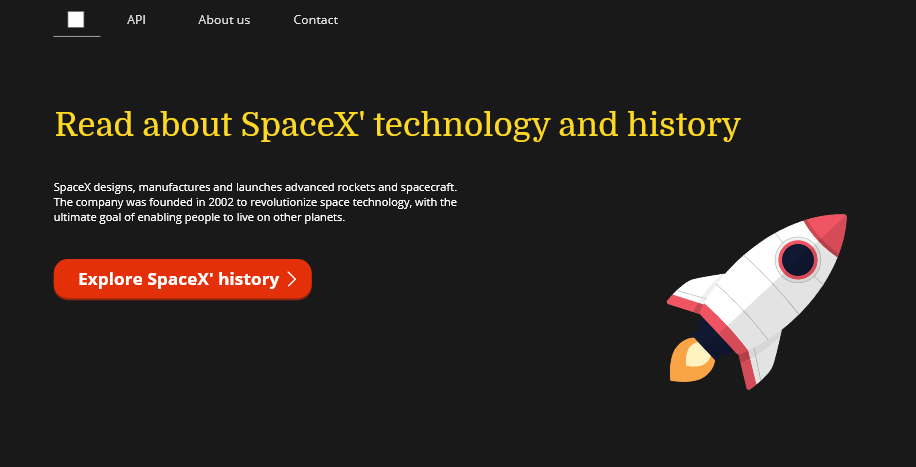 API About us Contact
Read about SpaceX' technology and history
SpaceX designs, manufactures and launches advanced rockets and spacecraft.
The company was founded in 2002 to revolutionize space technology, with the
ultimate goal of enabling people to live on other planets.
Explore SpaceX' history